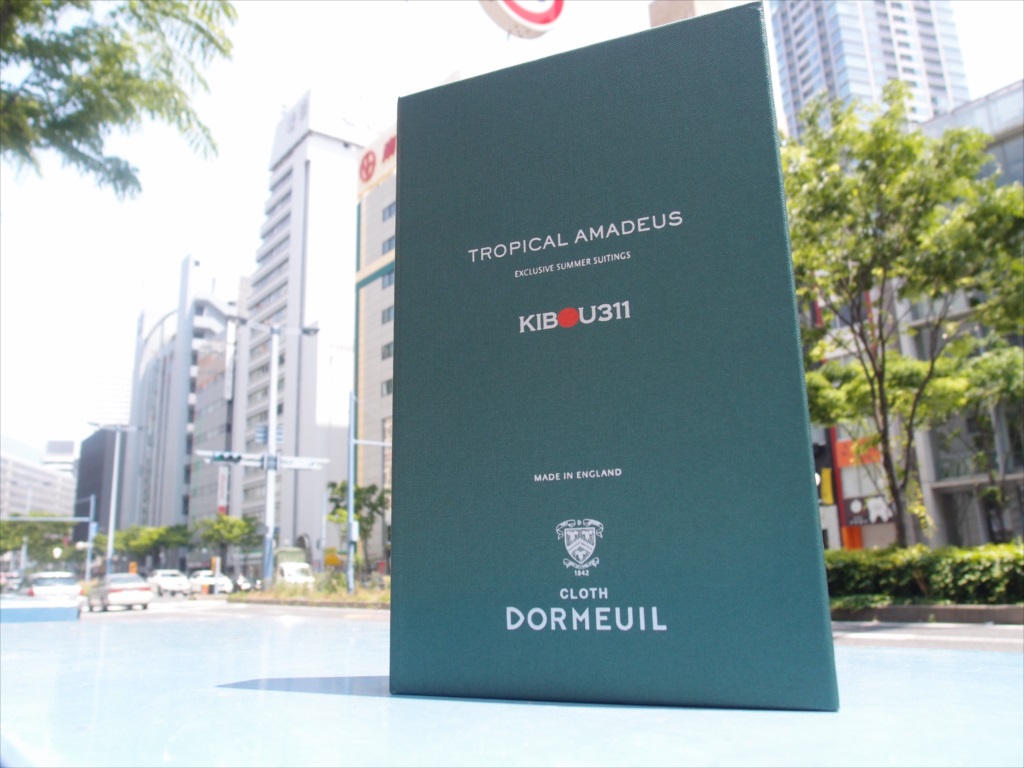 TROPICAL AMADEUS
EXCLUSIVE SUMMER SUITINGS
KIBOU311
MADE IN ENGLAND
1842
CLOTH
DORMEUIL